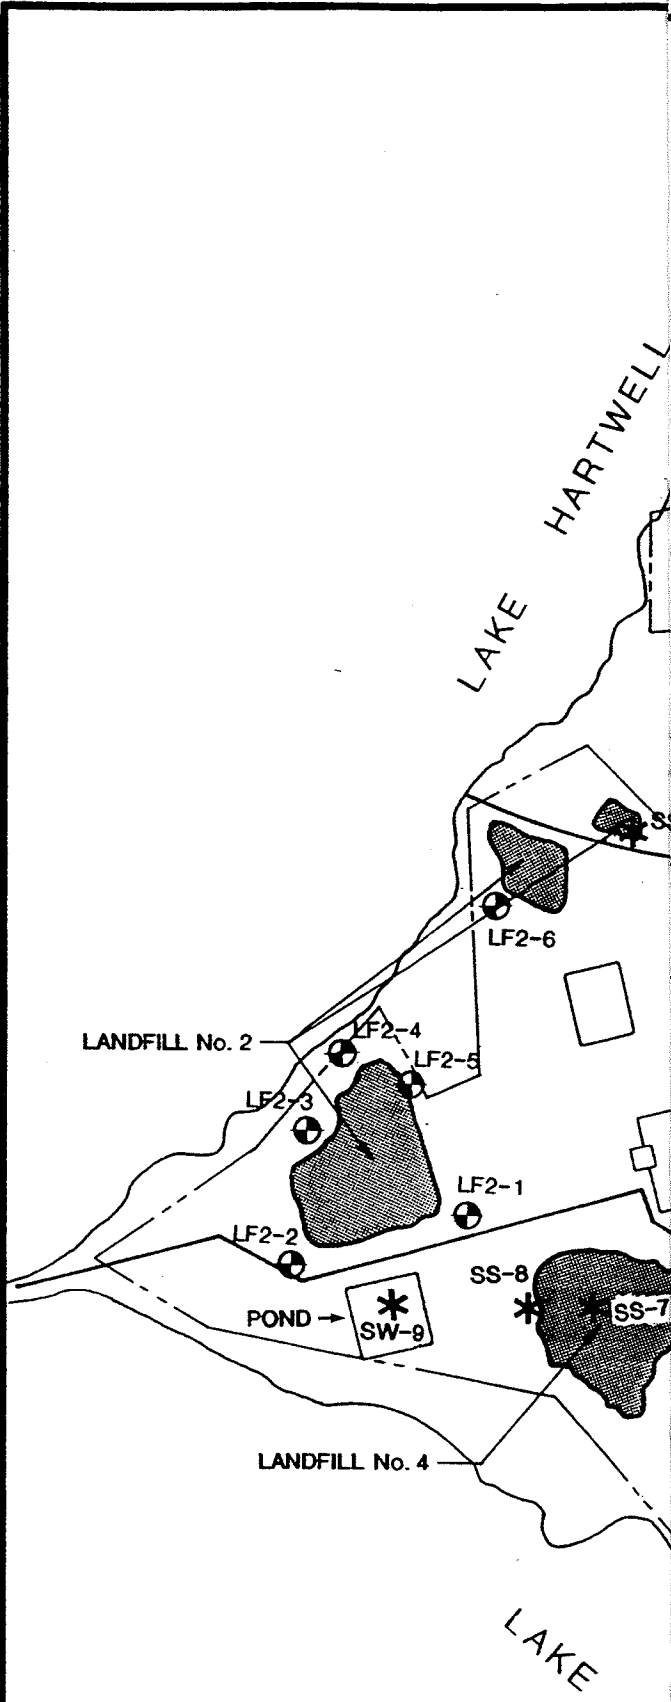 LAKE HARTWELL
SS
LF2-6
LANDFILL No. 2
LF2-4
LF2-5
LF2-3
LF2-1
LF2-2
SS-8
SS-7
POND
SW-9
LANDFILL No. 4
LAKE